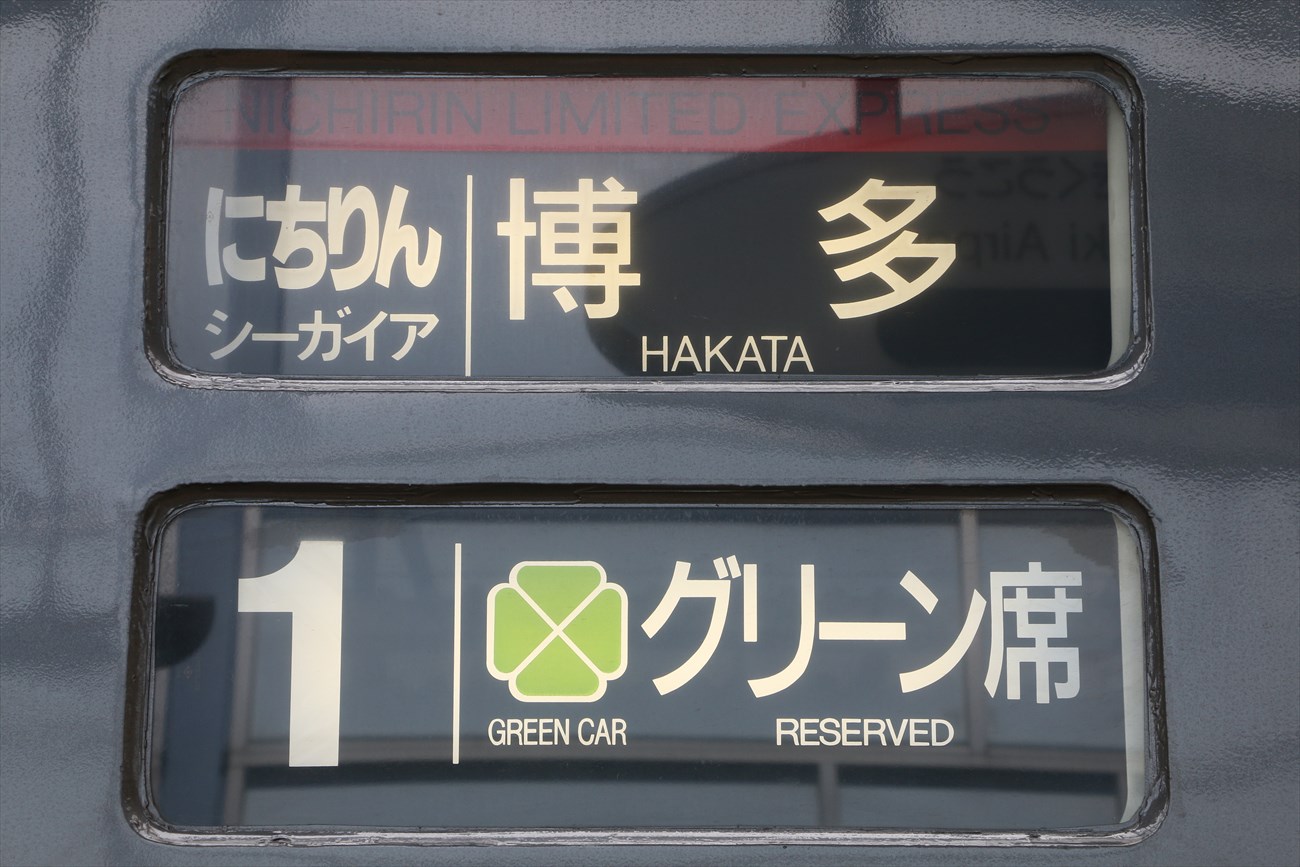 NICHIRIN LIMITED EXPRESS
にちりん
シーガイア
博多
HAKATA
1
グリーン席
GREEN CAR RESERVED